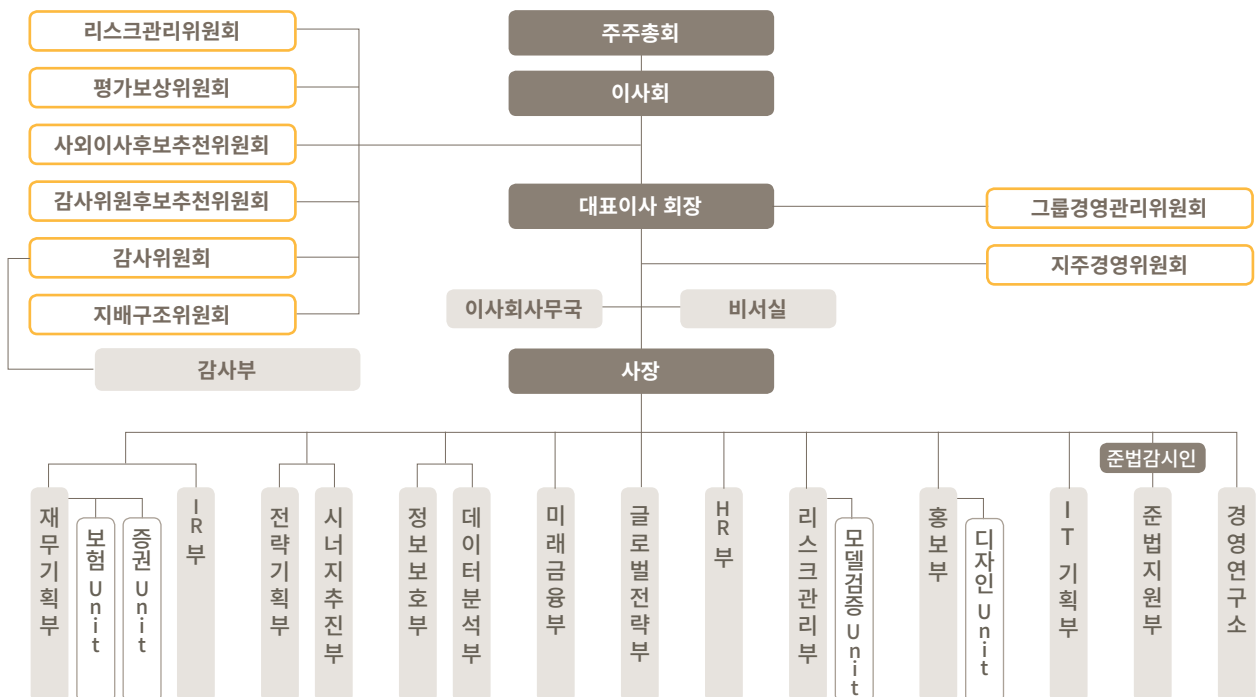 리스크관리위원회
평가보상위원회
사외이사후보추천위원회
감사위원후보추천위원회
감사위원회
지배구조위원회
감사부
주주총회
이사회
대표이사 회장
그룹경영관리위원회
지주경영위원회
이사회사무국
비서실
사장
준법감시인
재무기획부
보험 Unit
증권 Unit
IR 부
전략기획부
시너지추진부
정보보호부
데이터분석부
미래금융부
글로벌전략부
HR 부
리스크관리부
모델검증 Unit
홍보부
디자인 Unit
IT 기획부
준법지원부
경영연구소